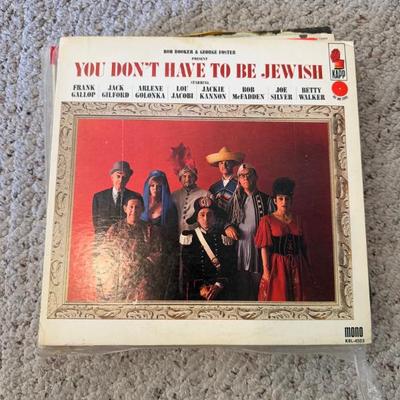 BOB BOOKER & GEORGE FOSTER
PRESENT
YOU DON'T HAVE TO BE JEWISH
STARRING
FRANK GALLOP
JACK GILFORD
ARLENE GOLONKA
LOU JACOBI
JACKIE KANNON
BOB McFADDEN
JOE SILVER
BETTY WALKER
KAPP
mono
KRL-4503